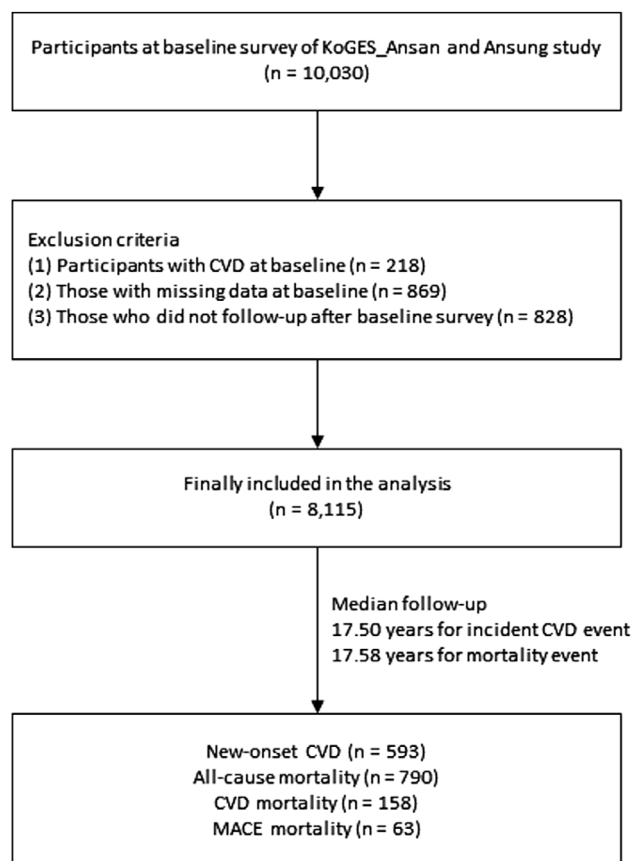 Participants at baseline survey of KoGES_Ansan and Ansung study
(n = 10,030)
Exclusion criteria
(1) Participants with CVD at baseline (n = 218)
(2) Those with missing data at baseline (n = 869)
(3) Those who did not follow-up after baseline survey (n = 828)
Finally included in the analysis
(n = 8,115)
Median follow-up
17.50 years for incident CVD event
17.58 years for mortality event
New-onset CVD (n = 593)
All-cause mortality (n = 790)
CVD mortality (n = 158)
MACE mortality (n = 63)